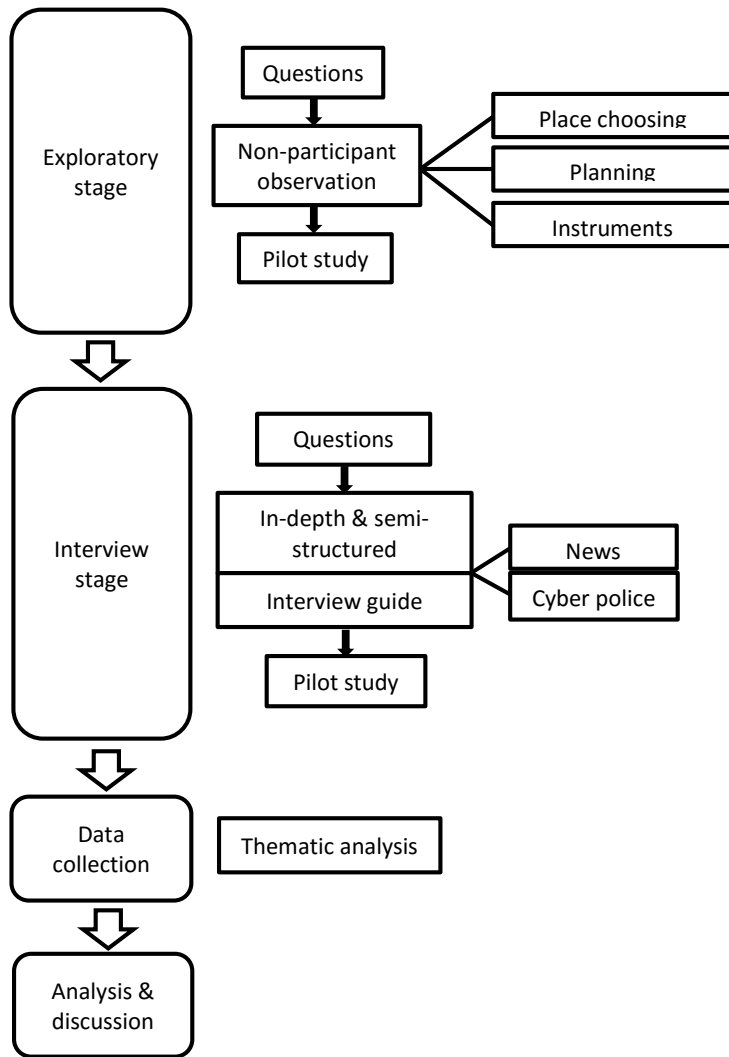 Exploratory
stage
Questions
Non-participant
observation
Pilot study
Place choosing
Planning
Instruments
Interview
stage
Questions
In-depth & semi-
structured
Interview guide
Pilot study
News
Cyber police
Data
collection
Thematic analysis
Analysis &
discussion